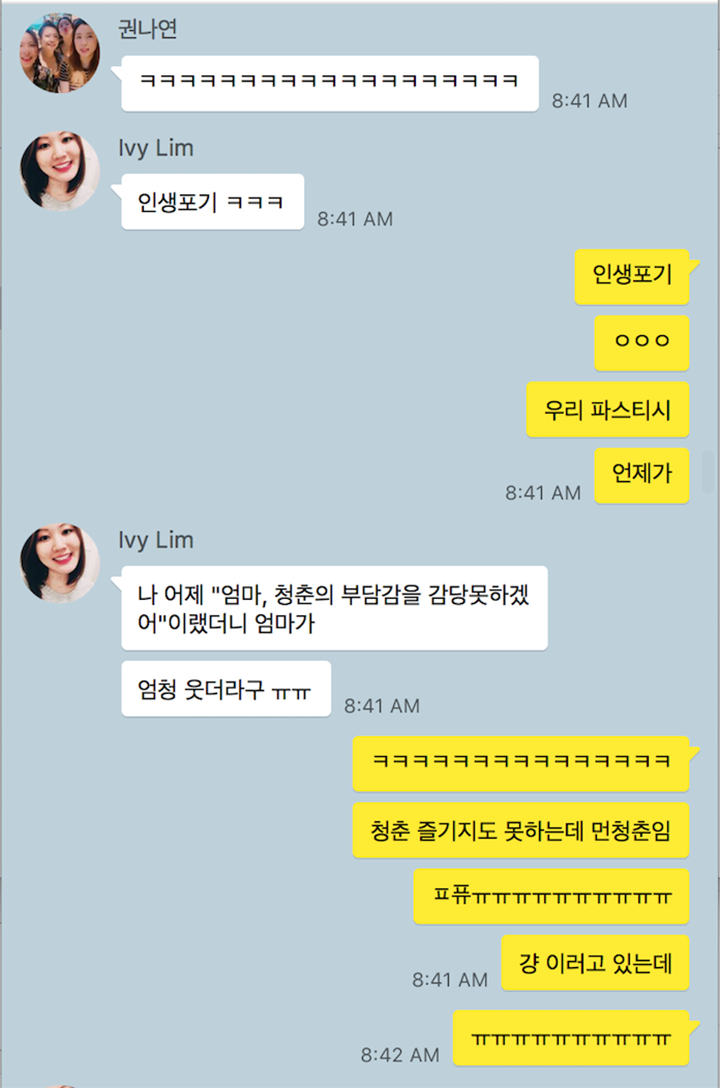 권나연
ㅋㅋㅋㅋㅋㅋㅋㅋㅋㅋㅋㅋㅋㅋㅋㅋㅋㅋㅋ
8:41 AM
Ivy Lim
인생포기 ㅋㅋㅋ
8:41 AM
인생포기
ㅇㅇㅇ
우리 파스티시
언제가
8:41 AM
Ivy Lim
나 어제 "엄마, 청춘의 부담감을 감당못하겠
어"이랬더니 엄마가
엄청 웃더라구 ㅠㅠ
8:41 AM
ㅋㅋㅋㅋㅋㅋㅋㅋㅋㅋㅋㅋㅋㅋㅋ
청춘 즐기지도 못하는데 먼청춘임
ㅍ퓨ㅠㅠㅠㅠㅠㅠㅠㅠㅠㅠ
걍 이러고 있는데
8:41 AM
ㅠㅠㅠㅠㅠㅠㅠㅠㅠㅠ
8:42 AM